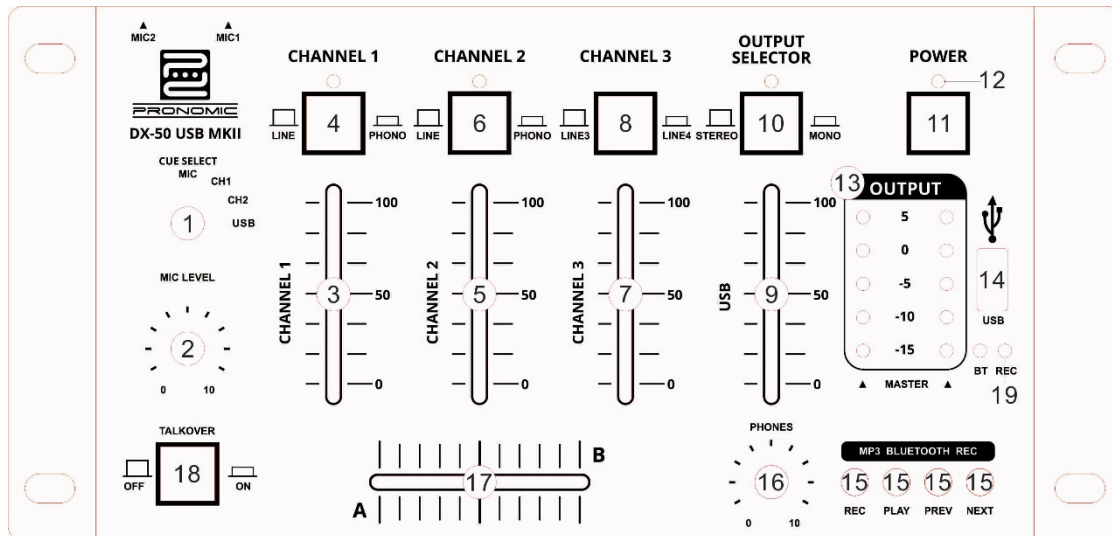 MIC2 MIC1
PRONOMIC
DX-50 USB MKII
CHANNEL 1
CHANNEL 2
CHANNEL 3
OUTPUT
SELECTOR
POWER
12
4
LINE PHONO
6
LINE PHONO
8
LINE3 LINE4
10
STEREO MONO
11
CUE SELECT
MIC
CH1
CH2
USB
1
MIC LEVEL
2
0 10
CHANNEL 1
3
100
50
0
CHANNEL 2
5
100
50
0
CHANNEL 3
7
100
50
0
USB
9
100
50
0
13
OUTPUT
5
0
-5
-10
-15
MASTER
14
USB
BT REC
19
TALKOVER
18
OFF ON
A
17
B
PHONES
16
0 10
MP3 BLUETOOTH REC
15 15 15 15
REC PLAY PREV NEXT